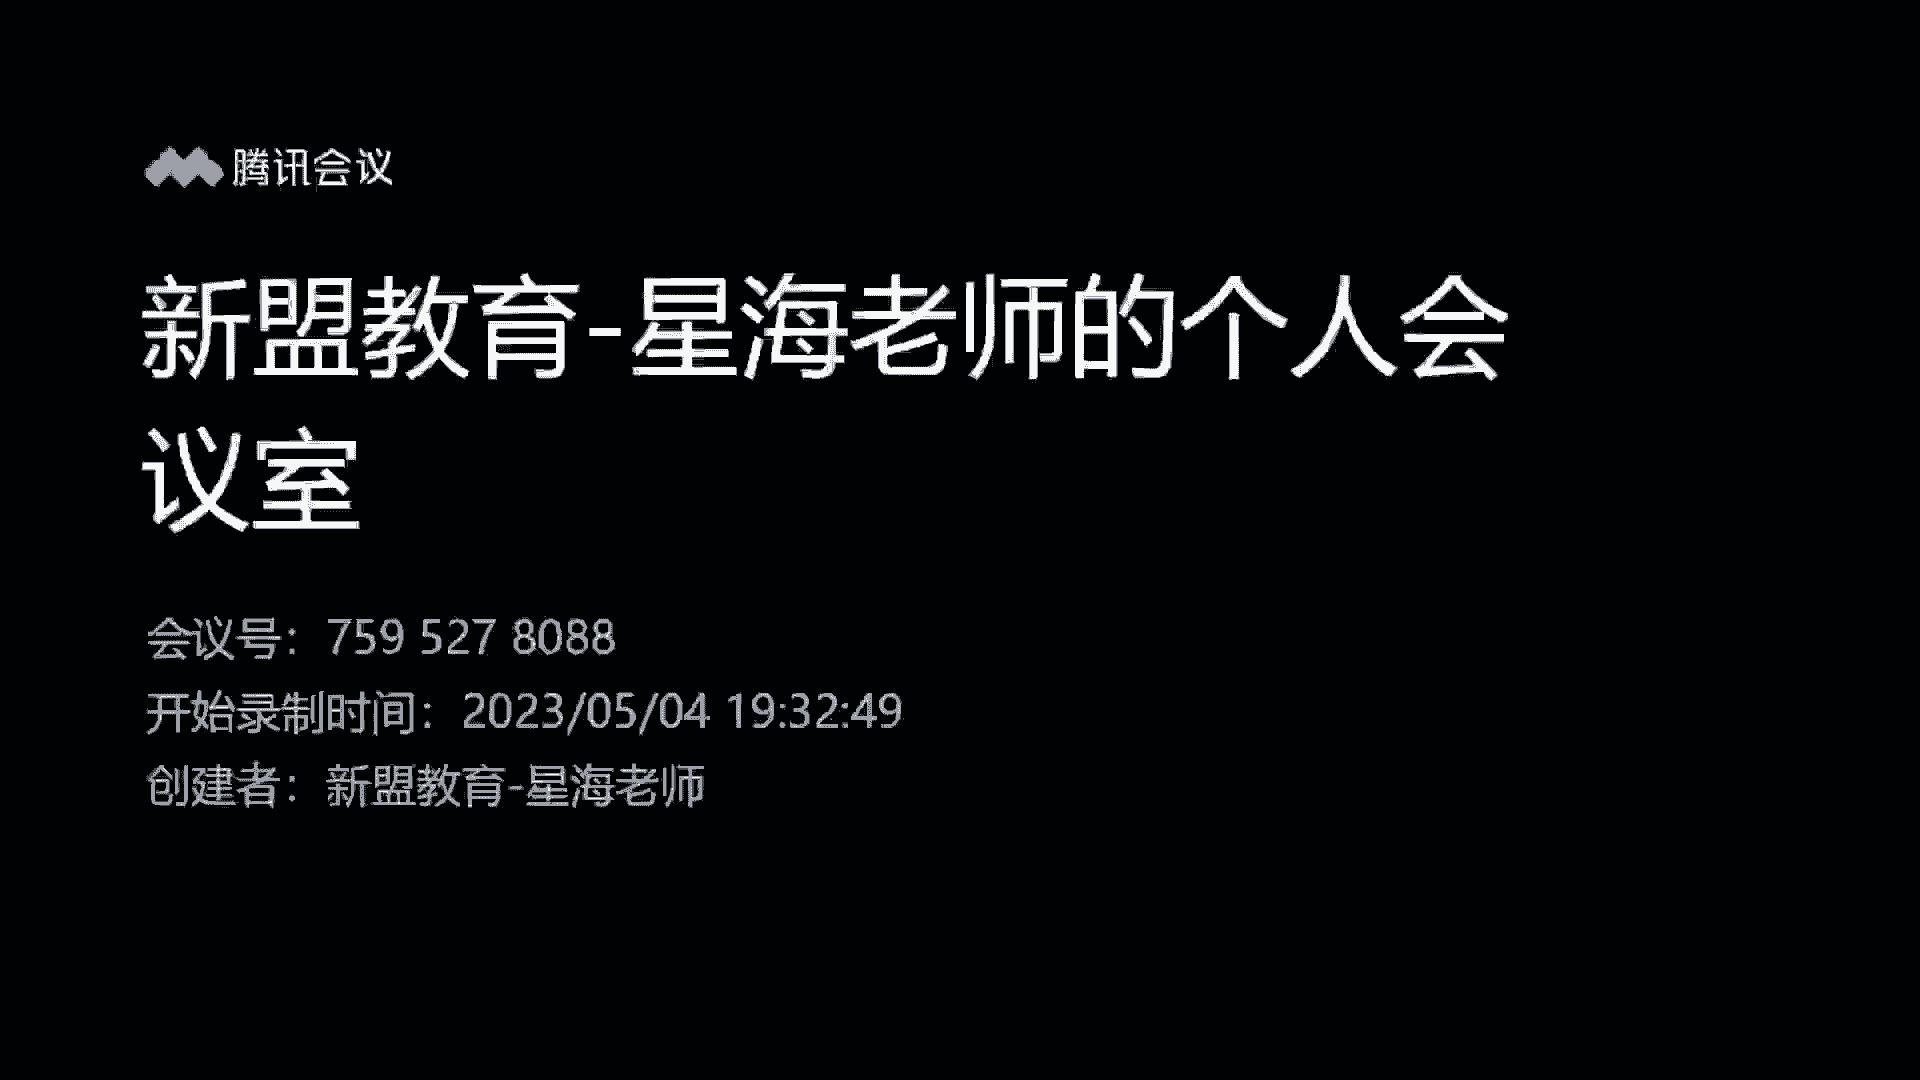 腾讯会议
新盟教育-星海老师的个人会
议室
会议号：759 527 8088
开始录制时间：2023/05/04 19:32:49
创建者：新盟教育-星海老师